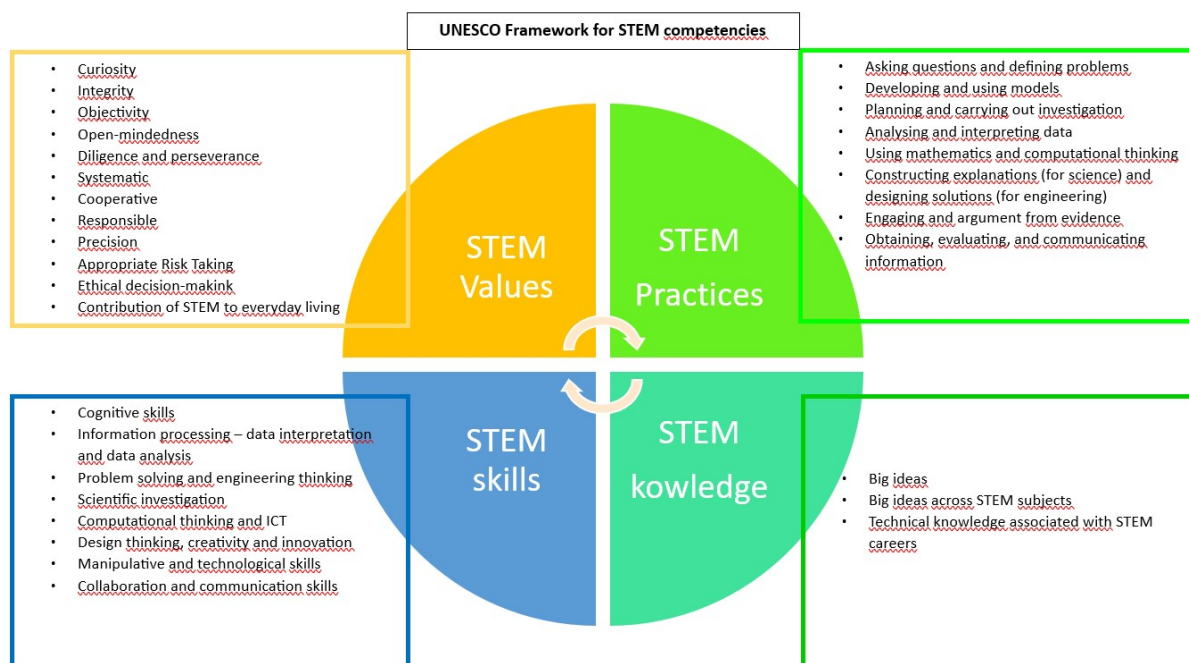 UNESCO Framework for STEM competencies
• Curiosity
• Integrity
• Objectivity
• Open-mindedness
• Diligence and perseverance
• Systematic
• Cooperative
• Responsible
• Precision
• Appropriate Risk Taking
• Ethical decision-makink
• Contribution of STEM to everyday living
• Asking questions and defining problems
• Developing and using models
• Planning and carrying out investigation
• Analysing and interpreting data
• Using mathematics and computational thinking
• Constructing explanations (for science) and
designing solutions (for engineering)
• Engaging and argument from evidence
• Obtaining, evaluating, and communicating
information
STEM
Values
STEM
Practices
• Cognitive skills
• Information processing – data interpretation
and data analysis
• Problem solving and engineering thinking
• Scientific investigation
• Computational thinking and ICT
• Design thinking, creativity and innovation
• Manipulative and technological skills
• Collaboration and communication skills
STEM
skills
STEM
kowledge
• Big ideas
• Big ideas across STEM subjects
• Technical knowledge associated with STEM
careers